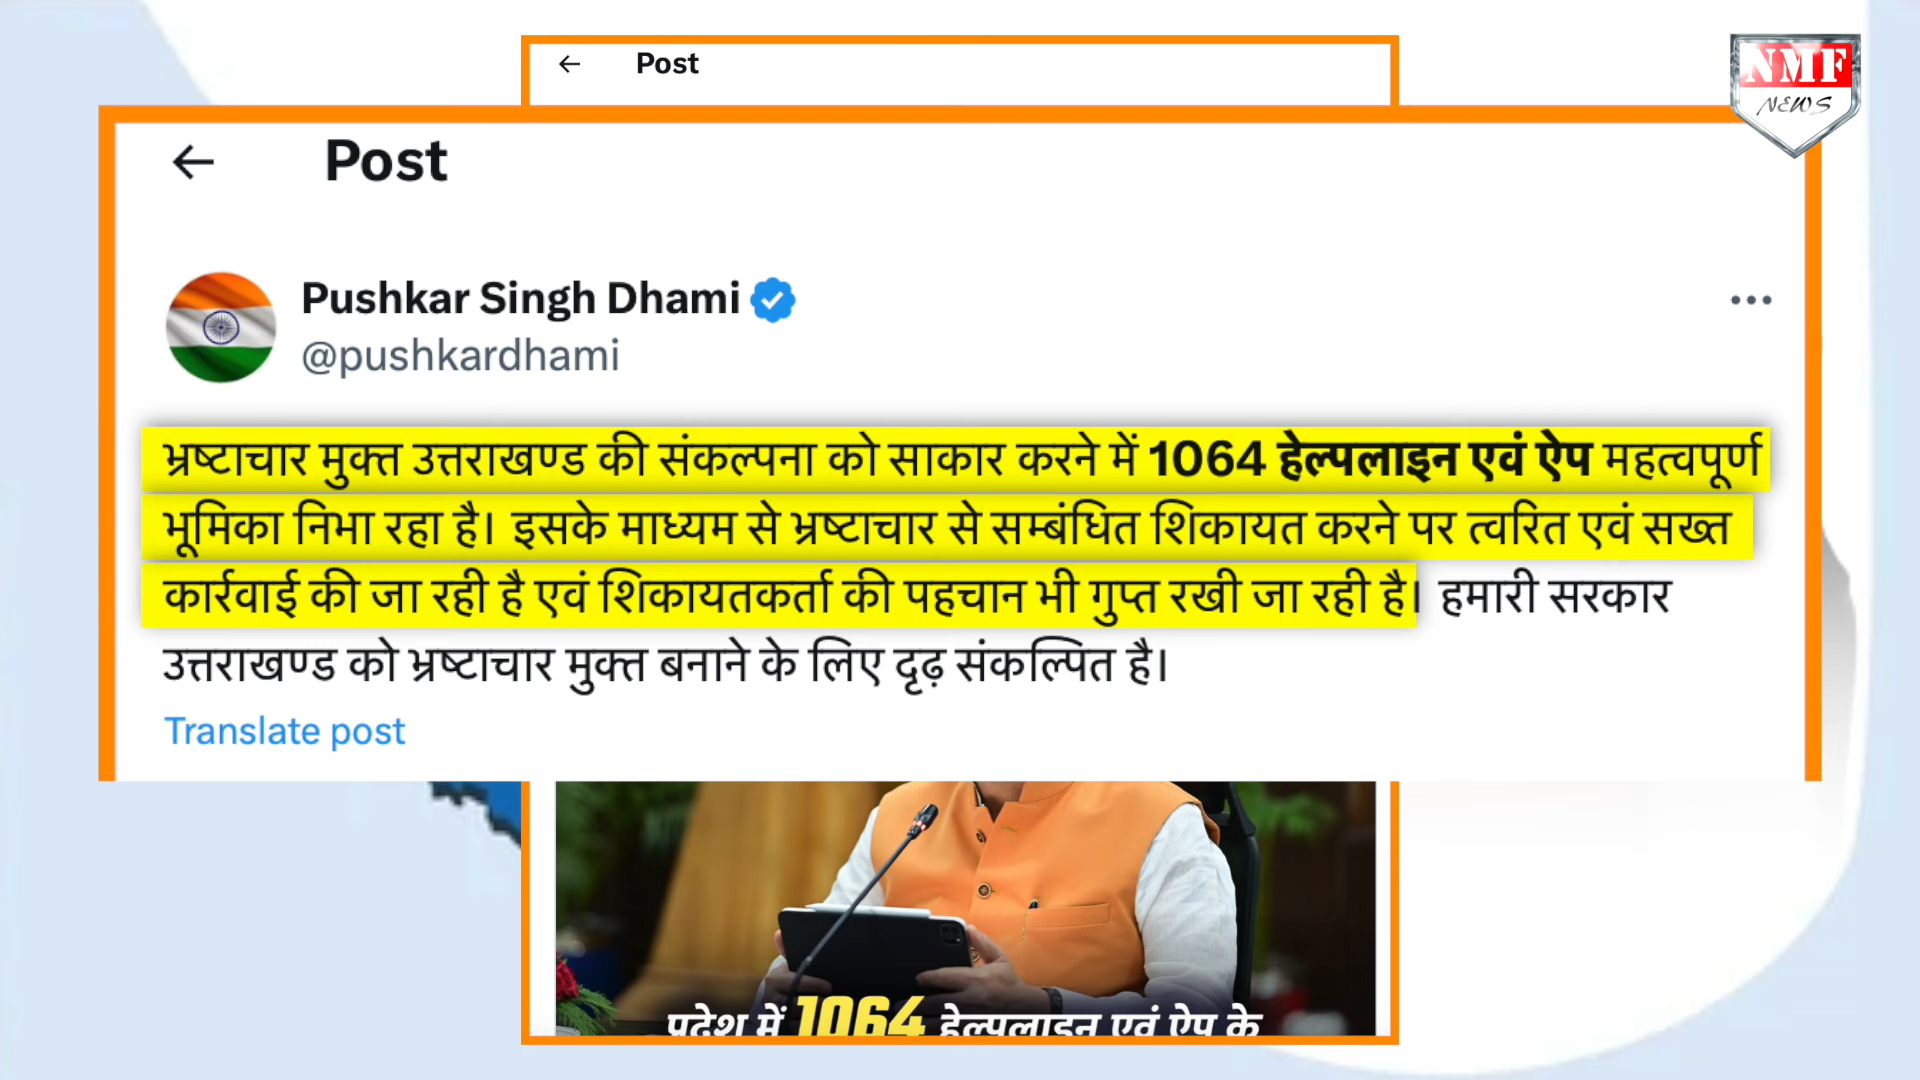 Post
NMF
NEWS
Post
Pushkar Singh Dhami
@pushkardhami
भ्रष्टाचार मुक्त उत्तराखण्ड की संकल्पना को साकार करने में 1064 हेल्पलाइन एवं ऐप महत्वपूर्ण
भूमिका निभा रहा है। इसके माध्यम से भ्रष्टाचार से सम्बंधित शिकायत करने पर त्वरित एवं सख्त
कार्रवाई की जा रही है एवं शिकायतकर्ता की पहचान भी गुप्त रखी जा रही है। हमारी सरकार
उत्तराखण्ड को भ्रष्टाचार मुक्त बनाने के लिए दृढ़ संकल्पित है।
Translate post
प्रदेश में 1064 हेल्पलाइन एवं ऐप के